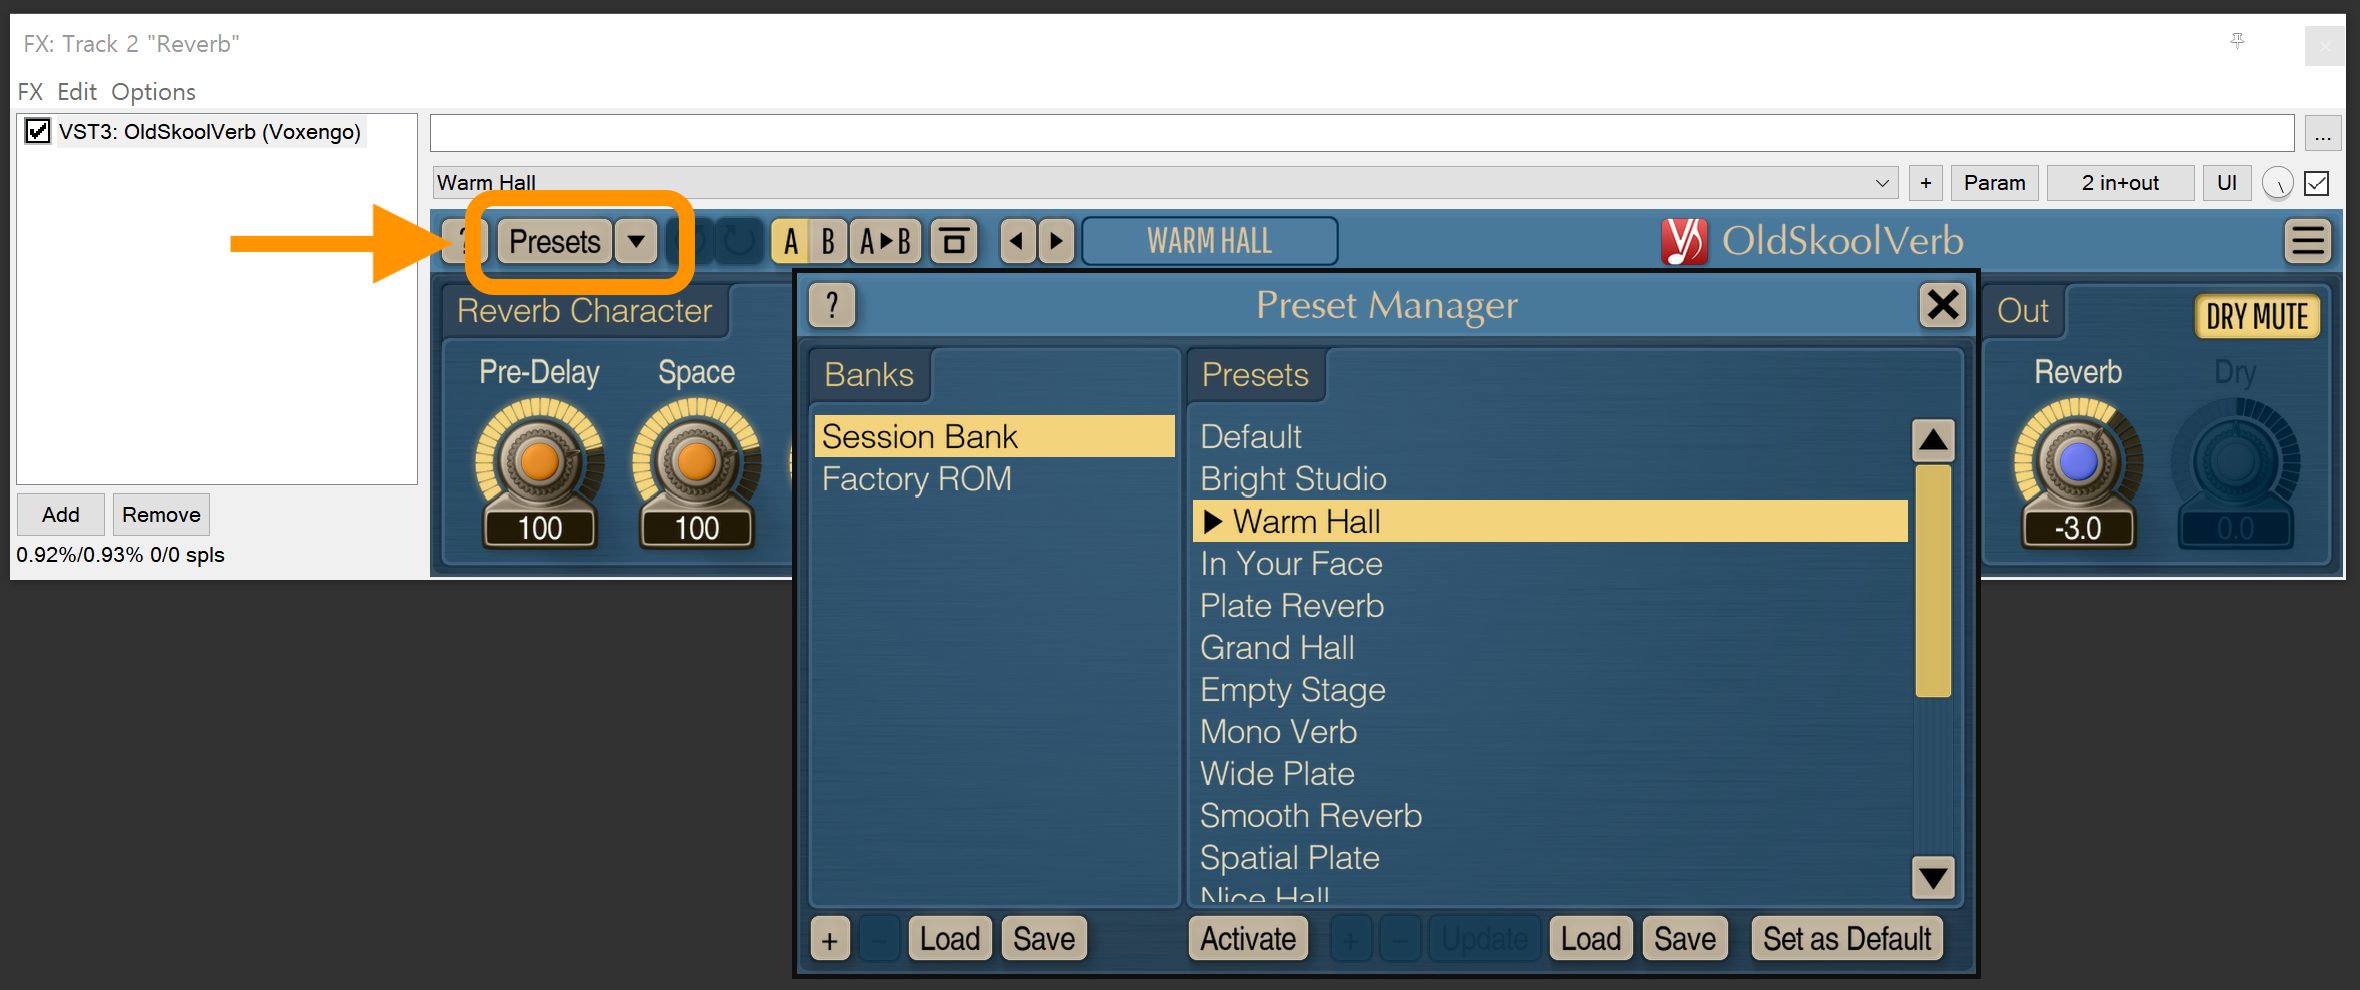 FX: Track 2 "Reverb"
FX Edit Options
VST3: OldSkoolVerb (Voxengo)
...
Warm Hall
+ Param 2 in+out UI
? Presets A B A▶B WARM HALL OldSkoolVerb
Reverb Character
Pre-Delay Space
100 100
Add Remove
0.92%/0.93% 0/0 spls
? Preset Manager
Banks
Session Bank
Factory ROM
Presets
Default
Bright Studio
Warm Hall
In Your Face
Plate Reverb
Grand Hall
Empty Stage
Mono Verb
Wide Plate
Smooth Reverb
Spatial Plate
Nice Hall
+ - Load Save
Activate + - Update Load Save Set as Default
Out DRY MUTE
Reverb Dry
-3.0 0.0